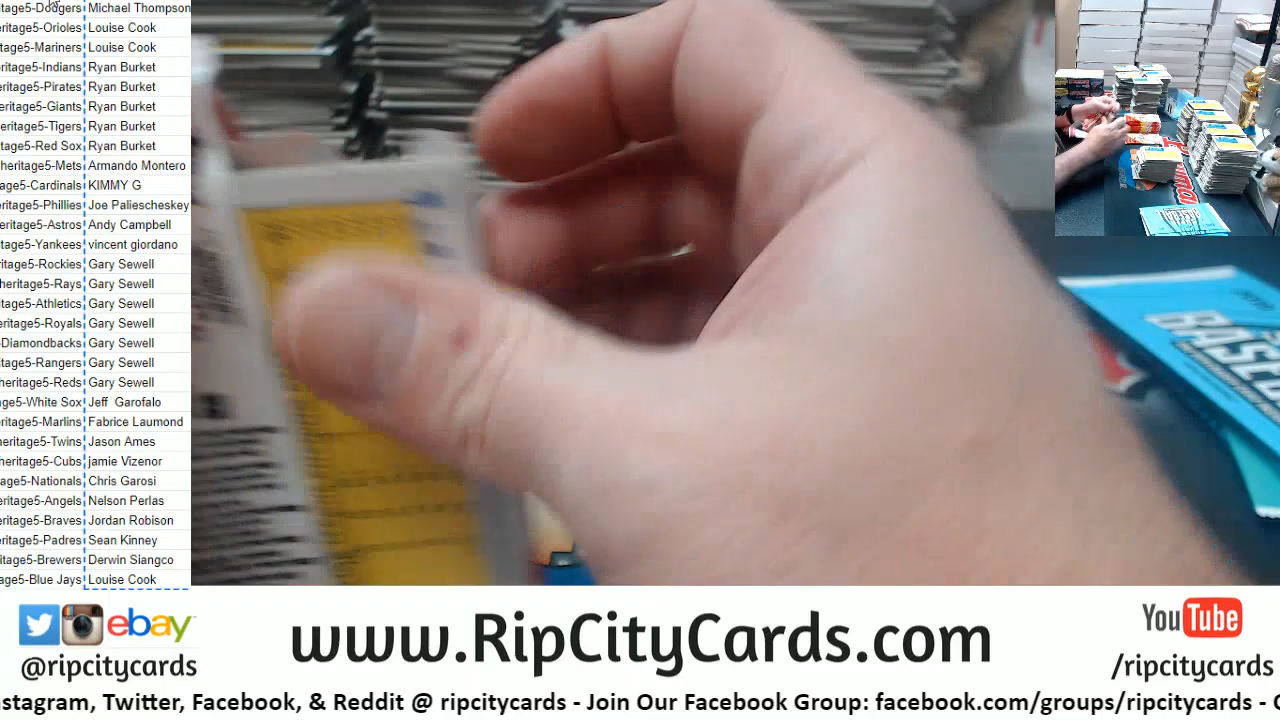 itage5-Dodgers Michael Thompson
eritage5-Orioles Louise Cook
tage5-Mariners Louise Cook
eritage5-Indians Ryan Burket
eritage5-Pirates Ryan Burket
eritage5-Giants Ryan Burket
eritage5-Tigers Ryan Burket
itage5-Red Sox Ryan Burket
heritage5-Mets Armando Montero
age5-Cardinals KIMMY G
eritage5-Phillies Joe Paliescheskey
eritage5-Astros Andy Campbell
itage5-Yankees vincent giordano
ritage5-Rockies Gary Sewell
heritage5-Rays Gary Sewell
itage5-Athletics Gary Sewell
eritage5-Royals Gary Sewell
-Diamondbacks Gary Sewell
itage5-Rangers Gary Sewell
heritage5-Reds Gary Sewell
ge5-White Sox Jeff Garofalo
eritage5-Marlins Fabrice Laumond
heritage5-Twins Jason Ames
heritage5-Cubs jamie Vizenor
age5-Nationals Chris Garosi
eritage5-Angels Nelson Perlas
eritage5-Braves Jordan Robison
eritage5-Padres Sean Kinney
itage5-Brewers Derwin Siangco
age5-Blue Jays Louise Cook
ebay
@ripcitycards
www.RipCityCards.com
YouTube
/ripcitycards
nstagram, Twitter, Facebook, & Reddit @ ripcitycards - Join Our Facebook Group: facebook.com/groups/ripcitycards -